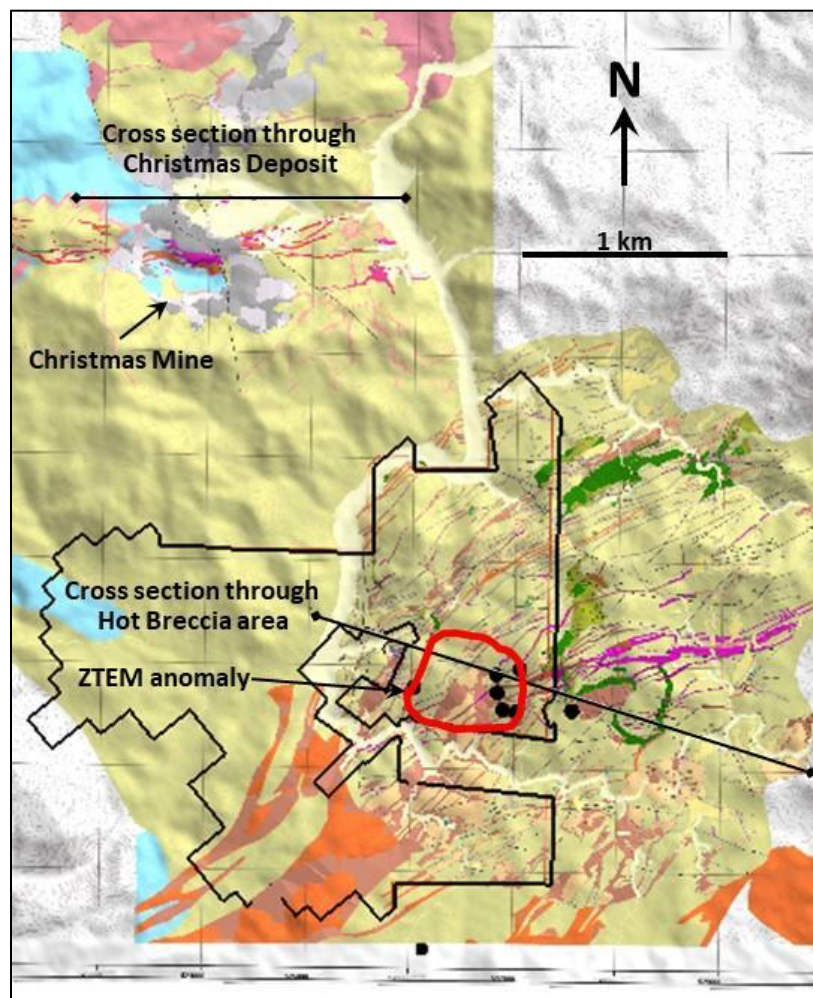 Cross section through
Christmas Deposit
N
1 km
Christmas Mine
Cross section through
Hot Breccia area
ZTEM anomaly